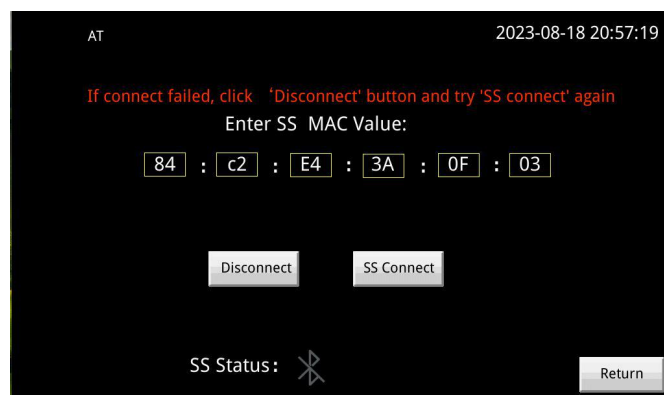 AT
2023-08-18 20:57:19
If connect failed, click ‘Disconnect' button and try 'SS connect' again
Enter SS MAC Value:
84 : c2 : E4 : 3A : 0F : 03
Disconnect
SS Connect
SS Status:
Return